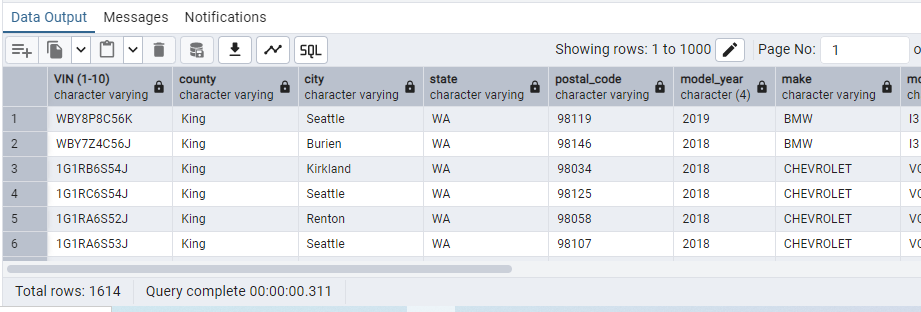 Data Output Messages Notifications
SQL Showing rows: 1 to 1000 Page No: 1 o
VIN (1-10) county city state postal_code model_year make mo
character varying character varying character varying character varying character varying character (4) character varying ch
1 WBY8P8C56K King Seattle WA 98119 2019 BMW I3
2 WBY7Z4C56J King Burien WA 98146 2018 BMW I3
3 1G1RB6S54J King Kirkland WA 98034 2018 CHEVROLET VO
4 1G1RC6S54J King Seattle WA 98125 2018 CHEVROLET VO
5 1G1RA6S52J King Renton WA 98058 2018 CHEVROLET VO
6 1G1RA6S53J King Seattle WA 98107 2018 CHEVROLET VO
Total rows: 1614 Query complete 00:00:00.311